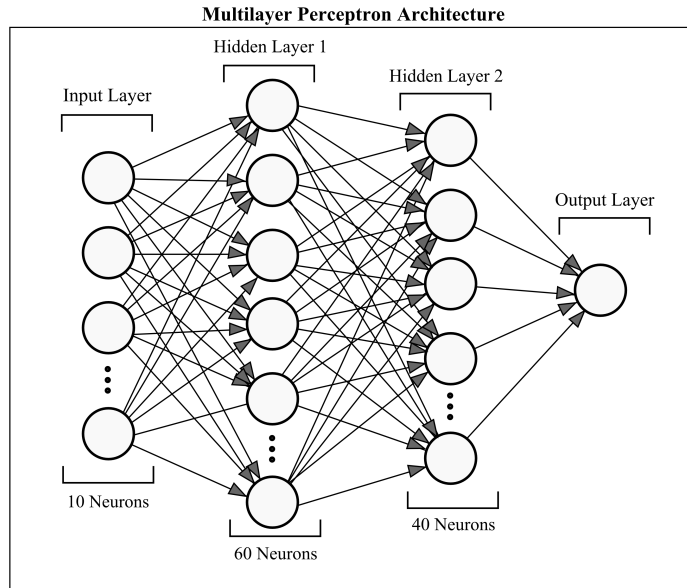 Multilayer Perceptron Architecture
Hidden Layer 1
Hidden Layer 2
Input Layer
Output Layer
10 Neurons
40 Neurons
60 Neurons